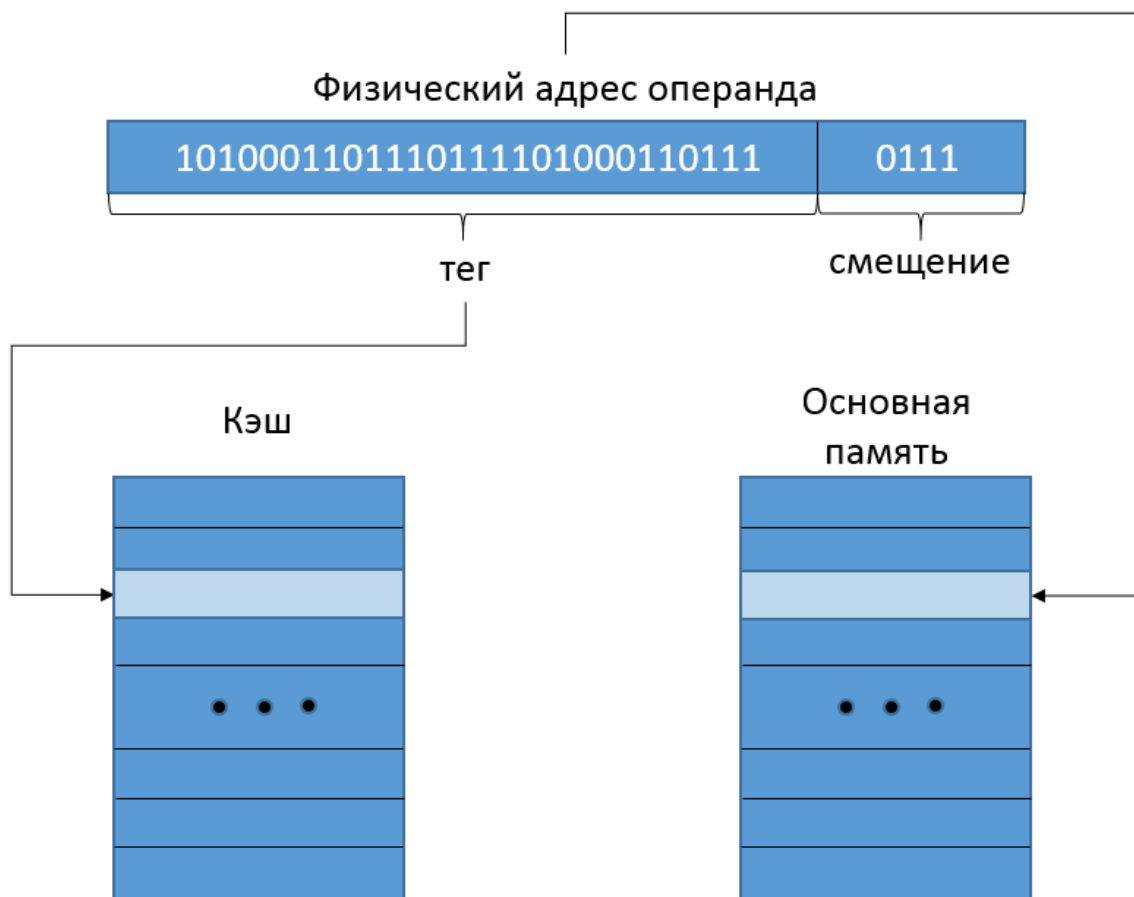 Физический адрес операнда
1010001101110111101000110111 0111
тег
смещение
Кэш
Основная
память